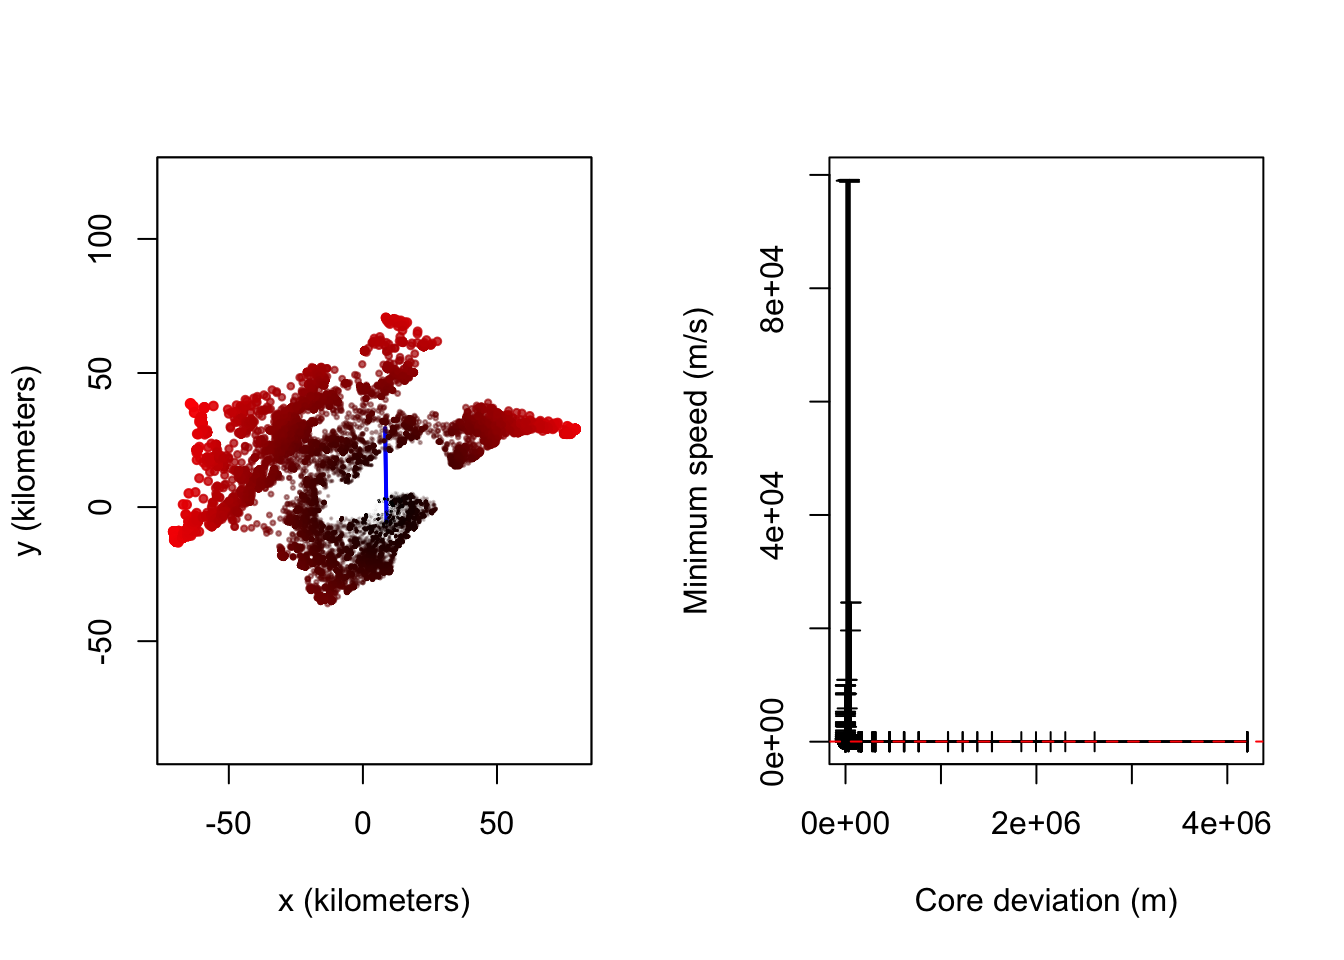 y (kilometers)
100
50
0
-50
-50
0
50
x (kilometers)
Minimum speed (m/s)
8e+04
4e+04
0e+00
0e+00
2e+06
4e+06
Core deviation (m)